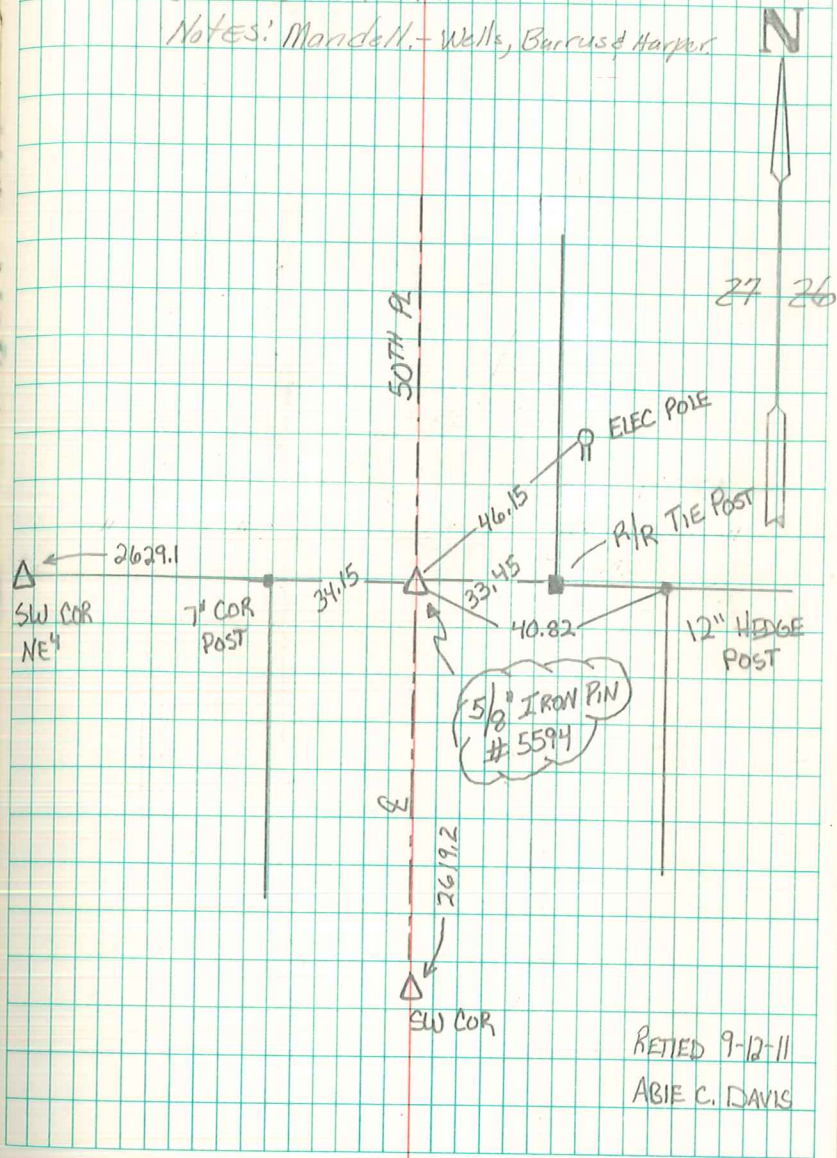 Notes: Mandell.- Wells, Burrus & Harper.
N
27 26
50TH PL
ELEC POLE
46.15
R/R TIE POST
2629.1
34.15
33.45
SW COR
NE4
7" COR
POST
40.82
12" HEDGE
POST
5/8" IRON PIN
# 5594
℄
2619.2
SW COR
RETIED 9-12-11
ABIE C. DAVIS